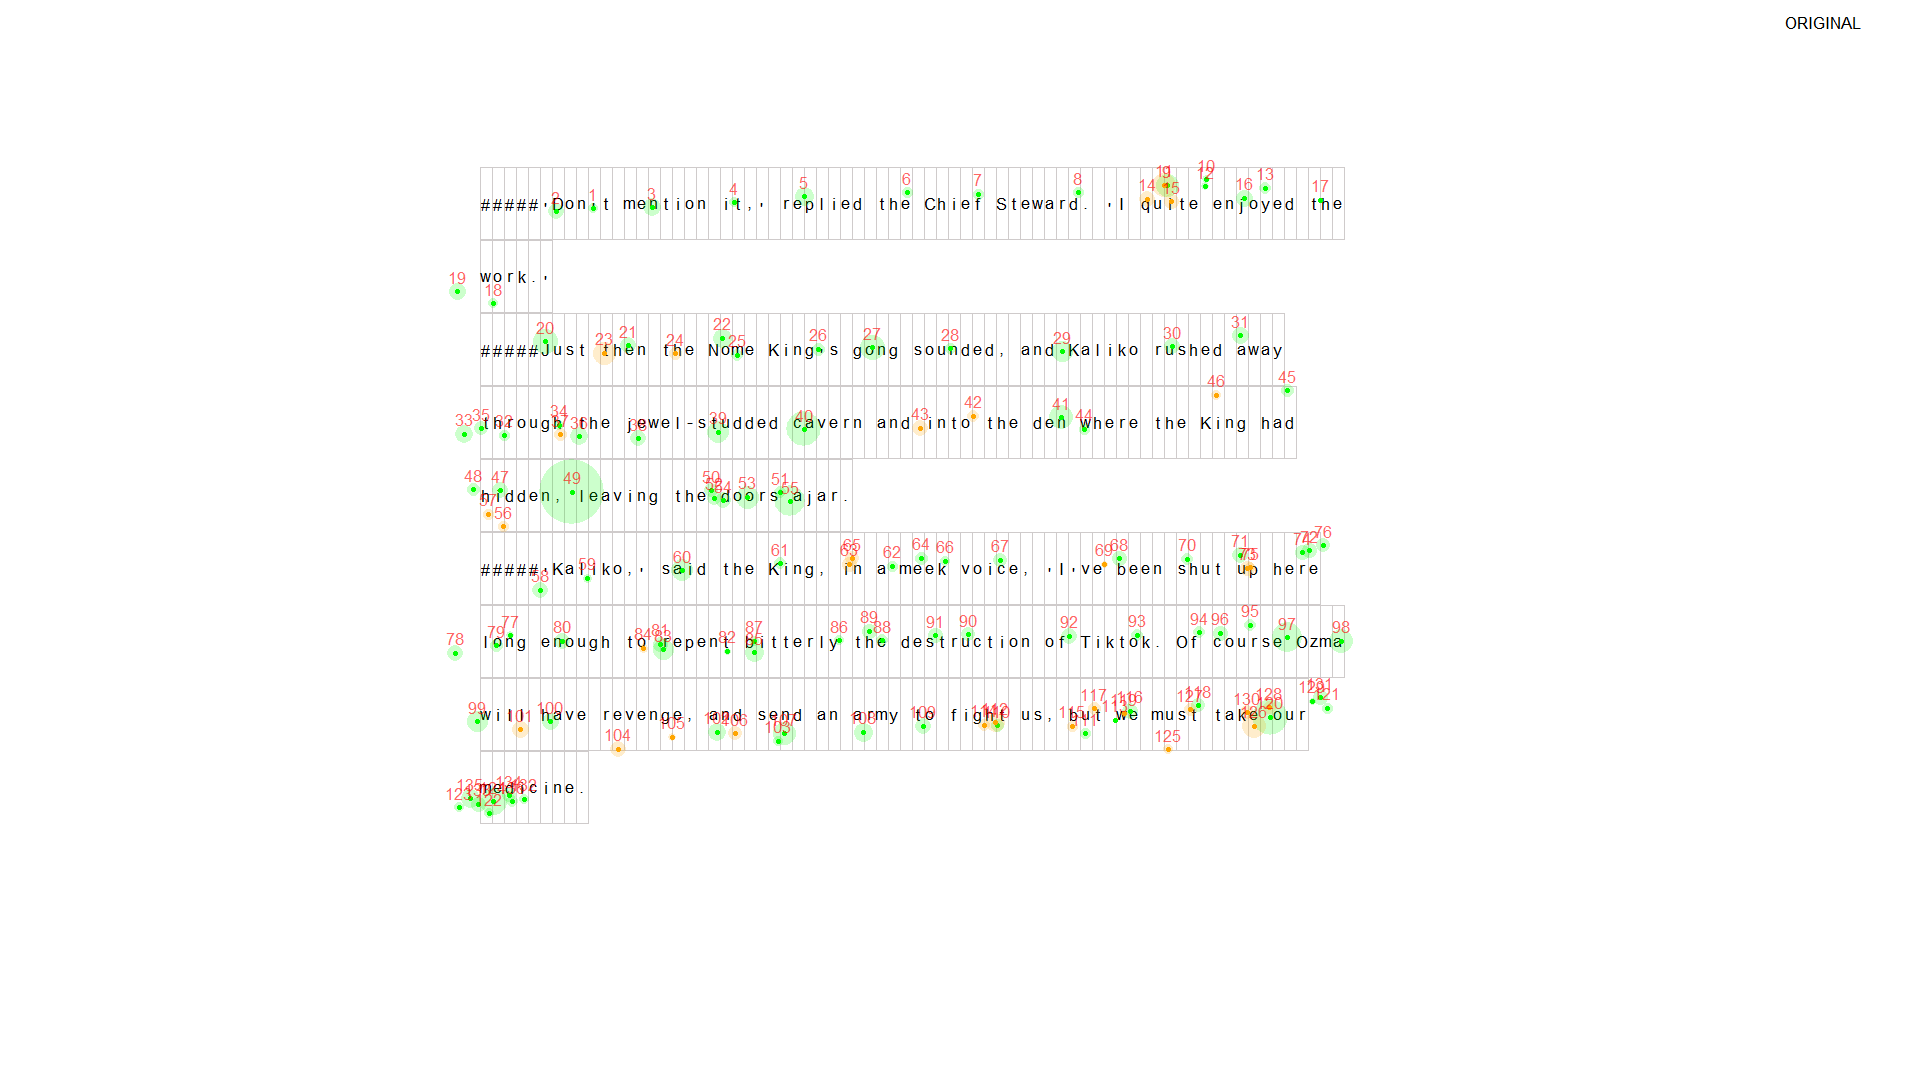 ORIGINAL
#####'Don't mention it,' replied the Chief Steward. 'I quite enjoyed the
work.'
#####Just then the Nome King's gong sounded, and Kaliko rushed away
through the jewel-studded cavern and into the den where the King had
hidden, leaving the doors ajar.
#####'Kaliko,' said the King, in a meek voice, 'I've been shut up here
long enough to repent bitterly the destruction of Tiktok. Of course Ozma
will have revenge, and send an army to fight us, but we must take our
medicine.